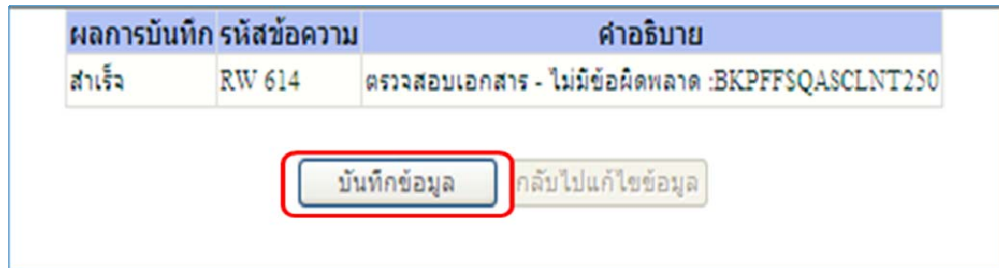 ผลการบันทึก รหัสข้อความ คำอธิบาย
สำเร็จ RW 614 ตรวจสอบเอกสาร - ไม่มีข้อผิดพลาด :BKPFFSQASCLNT250
บันทึกข้อมูล กลับไปแก้ไขข้อมูล